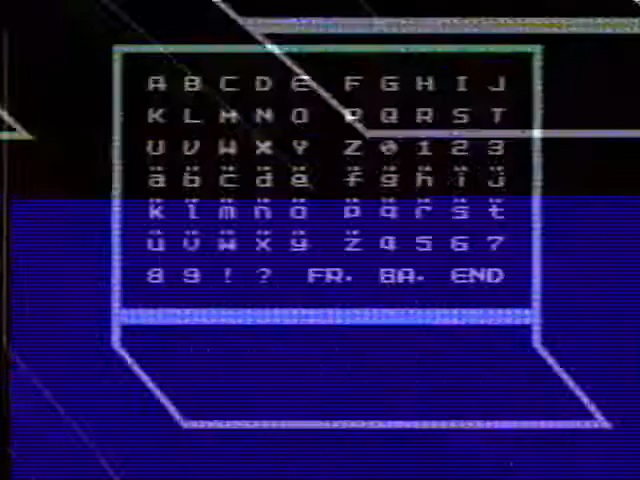 A B C D E F G H I J
K L M N O P Q R S T
U V W X Y Z 0 1 2 3
a b c d e f g h i j
k l m n o p q r s t
u v w x y z 4 5 6 7
8 9 ! ? FR. BA. END